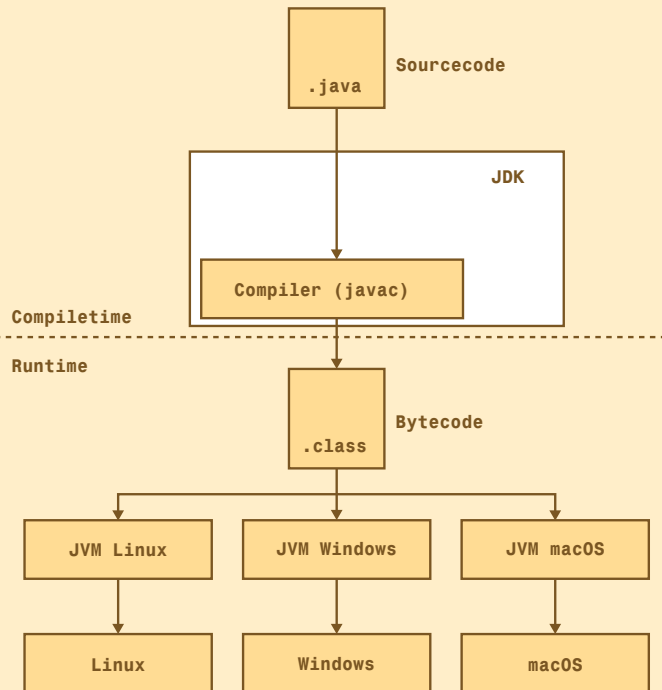 .java
Sourcecode
JDK
Compiler (javac)
Compiletime
Runtime
.class
Bytecode
JVM Linux
JVM Windows
JVM macOS
Linux
Windows
macOS